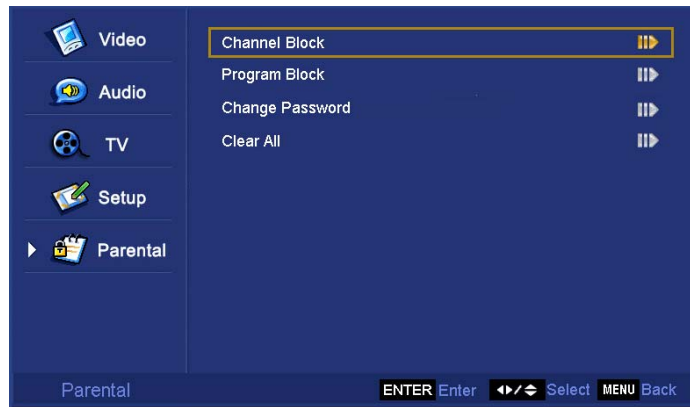 Video
Audio
TV
Setup
Parental
Channel Block
Program Block
Change Password
Clear All
Parental
ENTER Enter Select MENU Back